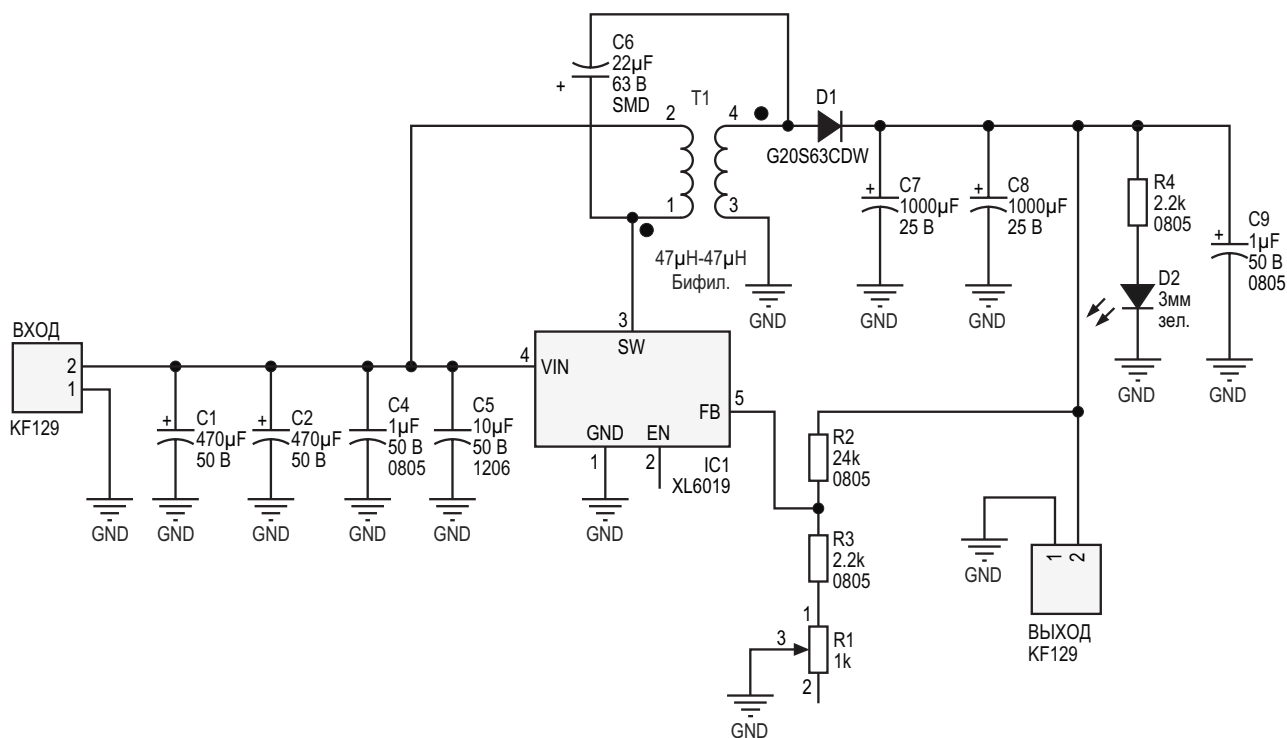 C6
22µF
63 В
SMD
+
T1
2
1
4
3
D1
G20S63CDW
47µH-47µH
Бифил.
GND
+
C7
1000µF
25 В
GND
+
C8
1000µF
25 В
GND
R4
2.2k
0805
D2
3мм
зел.
GND
+
C9
1µF
50 В
0805
GND
ВХОД
2
1
KF129
GND
+
C1
470µF
50 В
GND
+
C2
470µF
50 В
GND
C4
1µF
50 В
0805
GND
C5
10µF
50 В
1206
GND
3
SW
4
VIN
5
FB
GND
EN
1
2
IC1
XL6019
GND
R2
24k
0805
R3
2.2k
0805
1
3
R1
1k
2
GND
GND
1
2
ВЫХОД
KF129